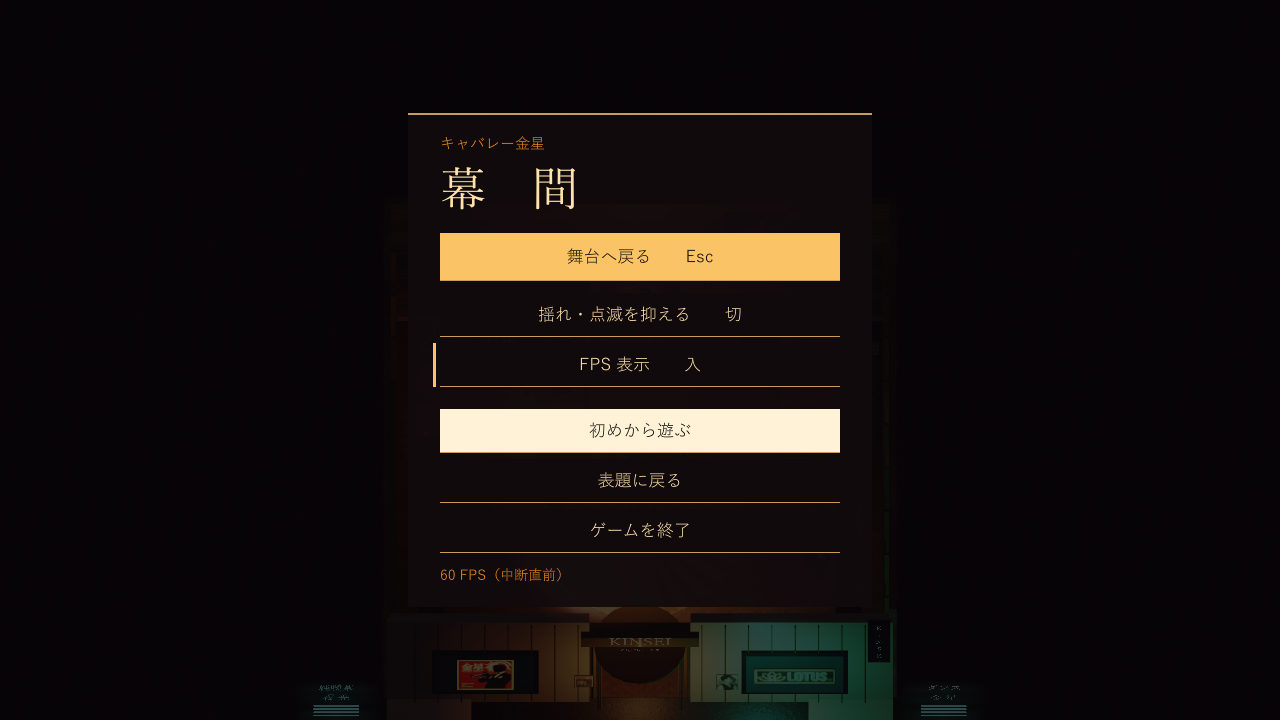 キャバレー金星
幕 間
舞台へ戻る Esc
揺れ・点滅を抑える 切
FPS 表示 入
初めから遊ぶ
表題に戻る
ゲームを終了
60 FPS（中断直前）
KINSEI
LOTUS